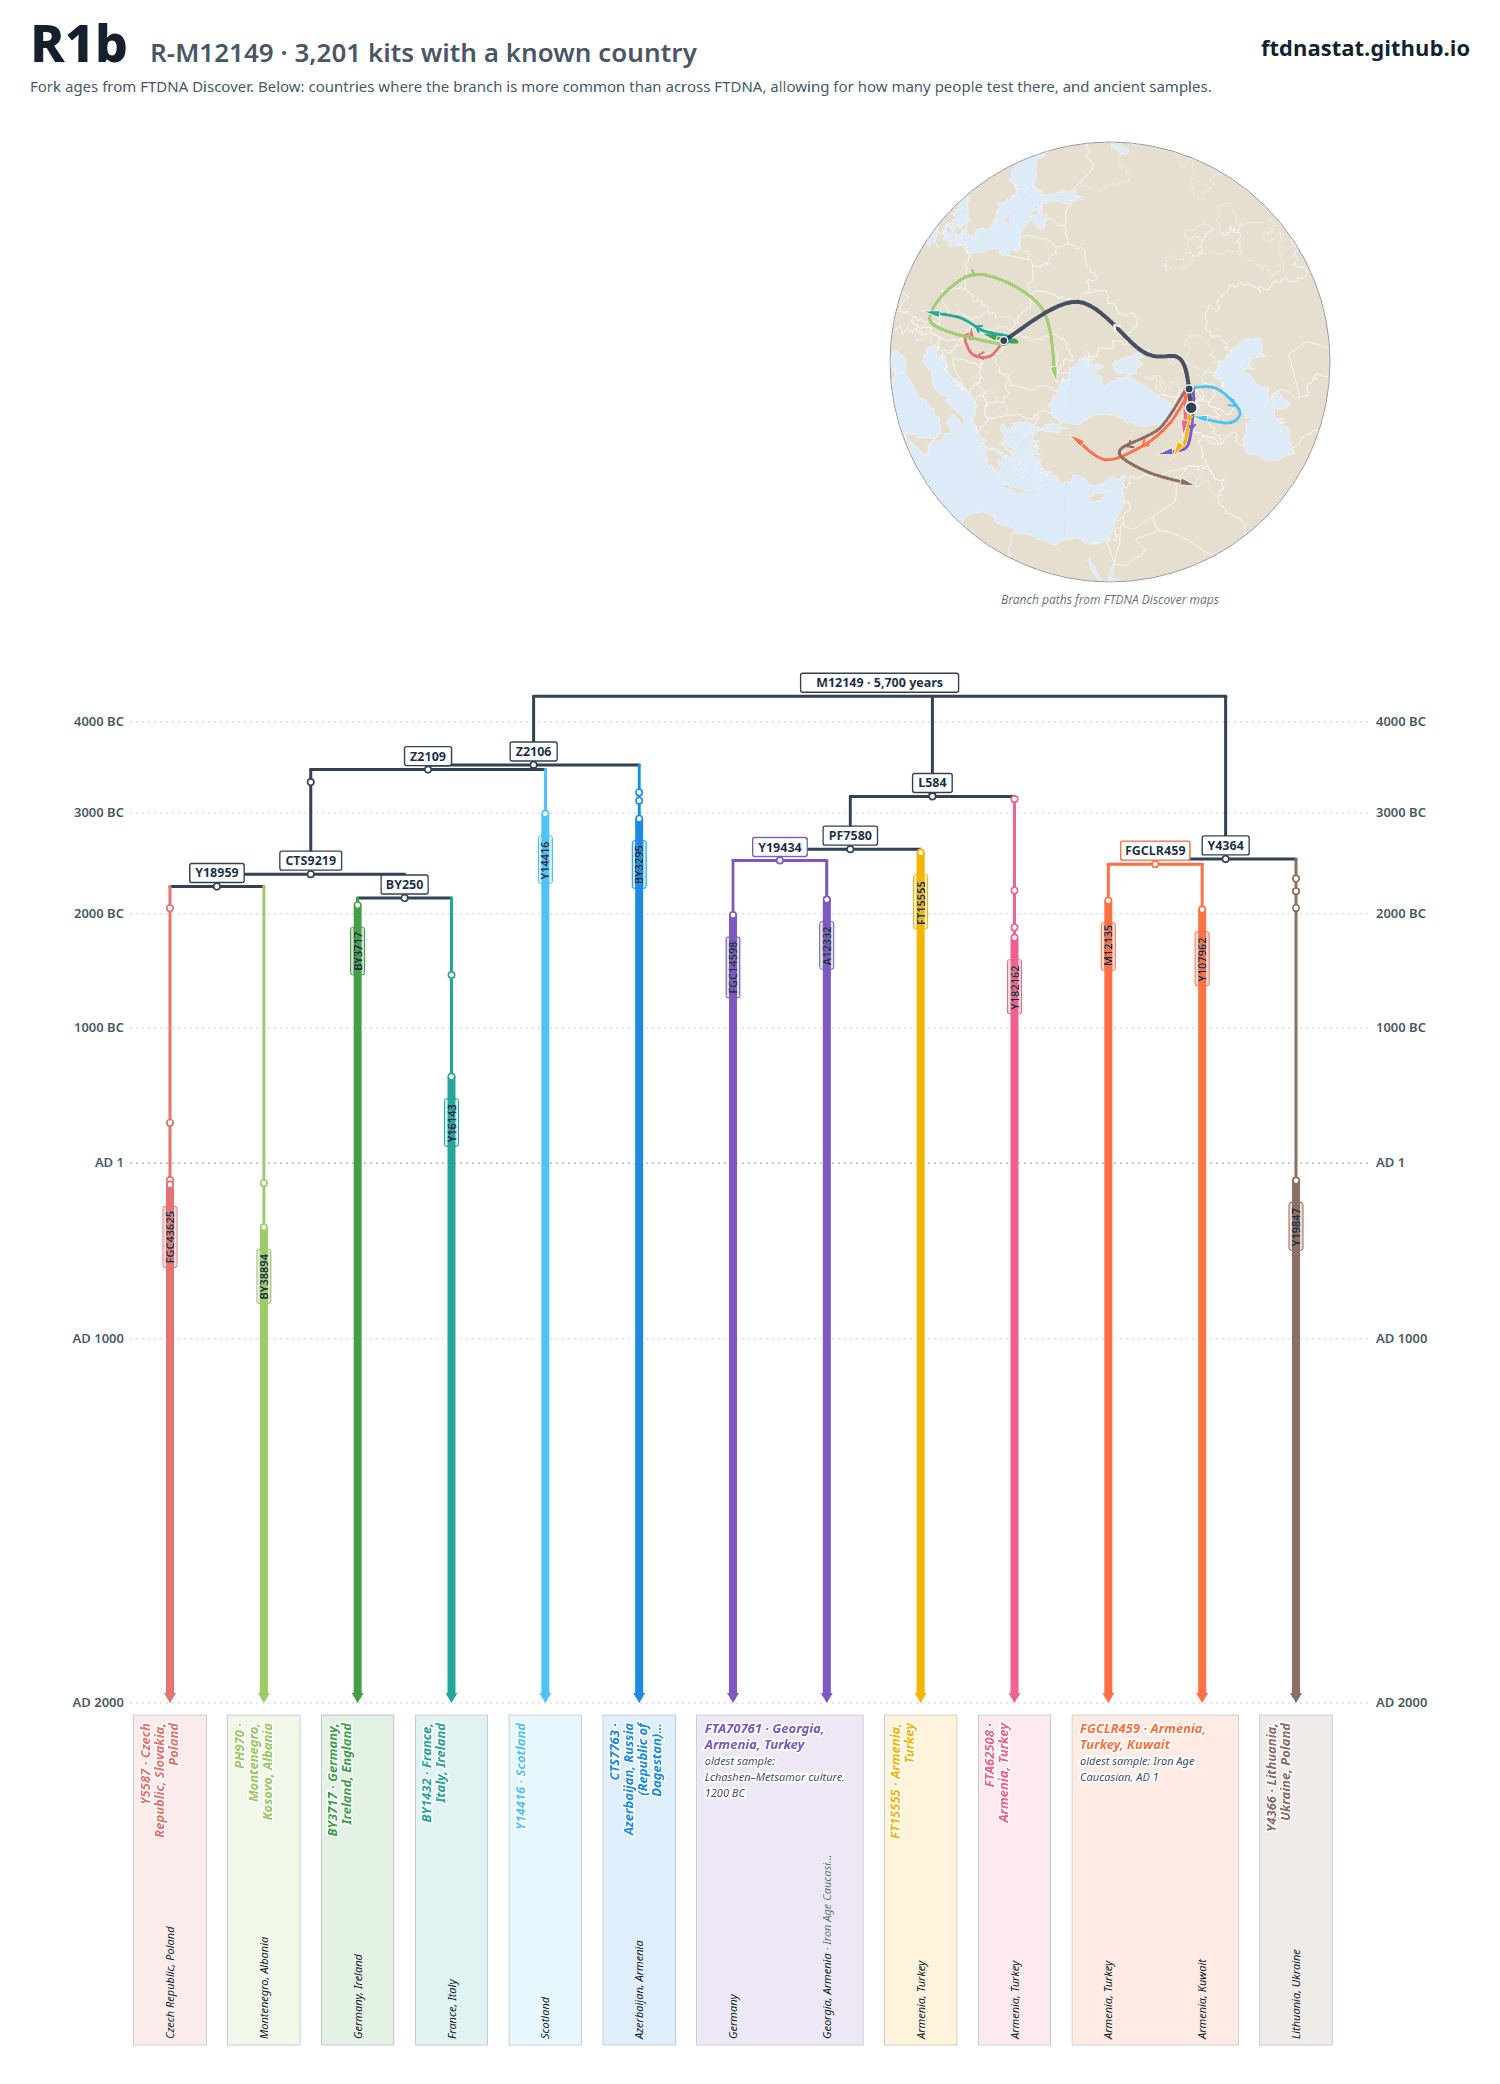 R1b R-M12149 · 3,201 kits with a known country
ftdnastat.github.io
Fork ages from FTDNA Discover. Below: countries where the branch is more common than across FTDNA, allowing for how many people test there, and ancient samples.
Branch paths from FTDNA Discover maps
M12149 · 5,700 years
4000 BC
4000 BC
Z2109
Z2106
L584
3000 BC
3000 BC
CTS9219
Y18959
BY250
Y14416
BY3295
Y19434
PF7580
FGCLR459
Y4364
2000 BC
2000 BC
BY3717
FGC14598
A12332
FT15555
Y182162
M12135
Y107962
1000 BC
1000 BC
Y16143
AD 1
AD 1
FGC43625
BY38894
Y19847
AD 1000
AD 1000
AD 2000
AD 2000
Y5587 · Czech
Republic, Slovakia,
Poland
Czech Republic, Poland
PH970 ·
Montenegro,
Kosovo, Albania
Montenegro, Albania
BY3717 · Germany,
Ireland, England
Germany, Ireland
BY1432 · France,
Italy, Ireland
France, Italy
Y14416 · Scotland
Scotland
CTS7763 ·
Azerbaijan, Russia
(Republic of
Dagestan)...
Azerbaijan, Armenia
FTA70761 · Georgia,
Armenia, Turkey
oldest sample:
Lchashen–Metsamor culture,
1200 BC
Germany
Georgia, Armenia · Iron Age Caucasi...
FT15555 · Armenia,
Turkey
Armenia, Turkey
FTA62508 ·
Armenia, Turkey
Armenia, Turkey
FGCLR459 · Armenia,
Turkey, Kuwait
oldest sample: Iron Age
Caucasian, AD 1
Armenia, Turkey
Armenia, Kuwait
Y4366 · Lithuania,
Ukraine, Poland
Lithuania, Ukraine